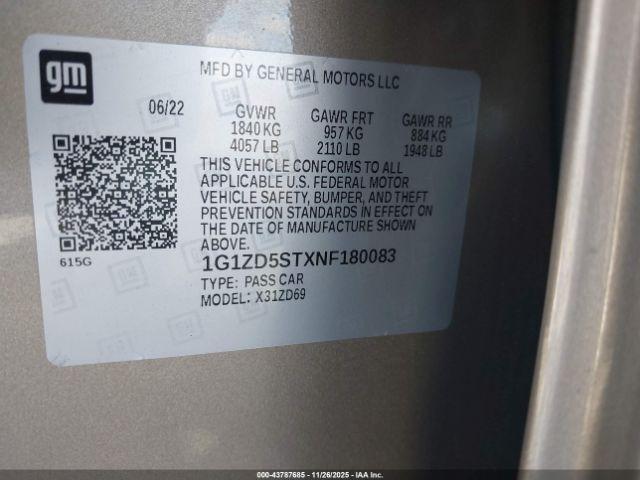 gm
MFD BY GENERAL MOTORS LLC
06/22 GVWR GAWR FRT GAWR RR
1840 KG 957 KG 884 KG
4057 LB 2110 LB 1948 LB
THIS VEHICLE CONFORMS TO ALL
APPLICABLE U.S. FEDERAL MOTOR
VEHICLE SAFETY, BUMPER, AND THEFT
PREVENTION STANDARDS IN EFFECT ON
THE DATE OF MANUFACTURE SHOWN
ABOVE.
615G
1G1ZD5STXNF180083
TYPE: PASS CAR
MODEL: X31ZD69
00-43787685 - 11/26/2025 - IAA Inc.